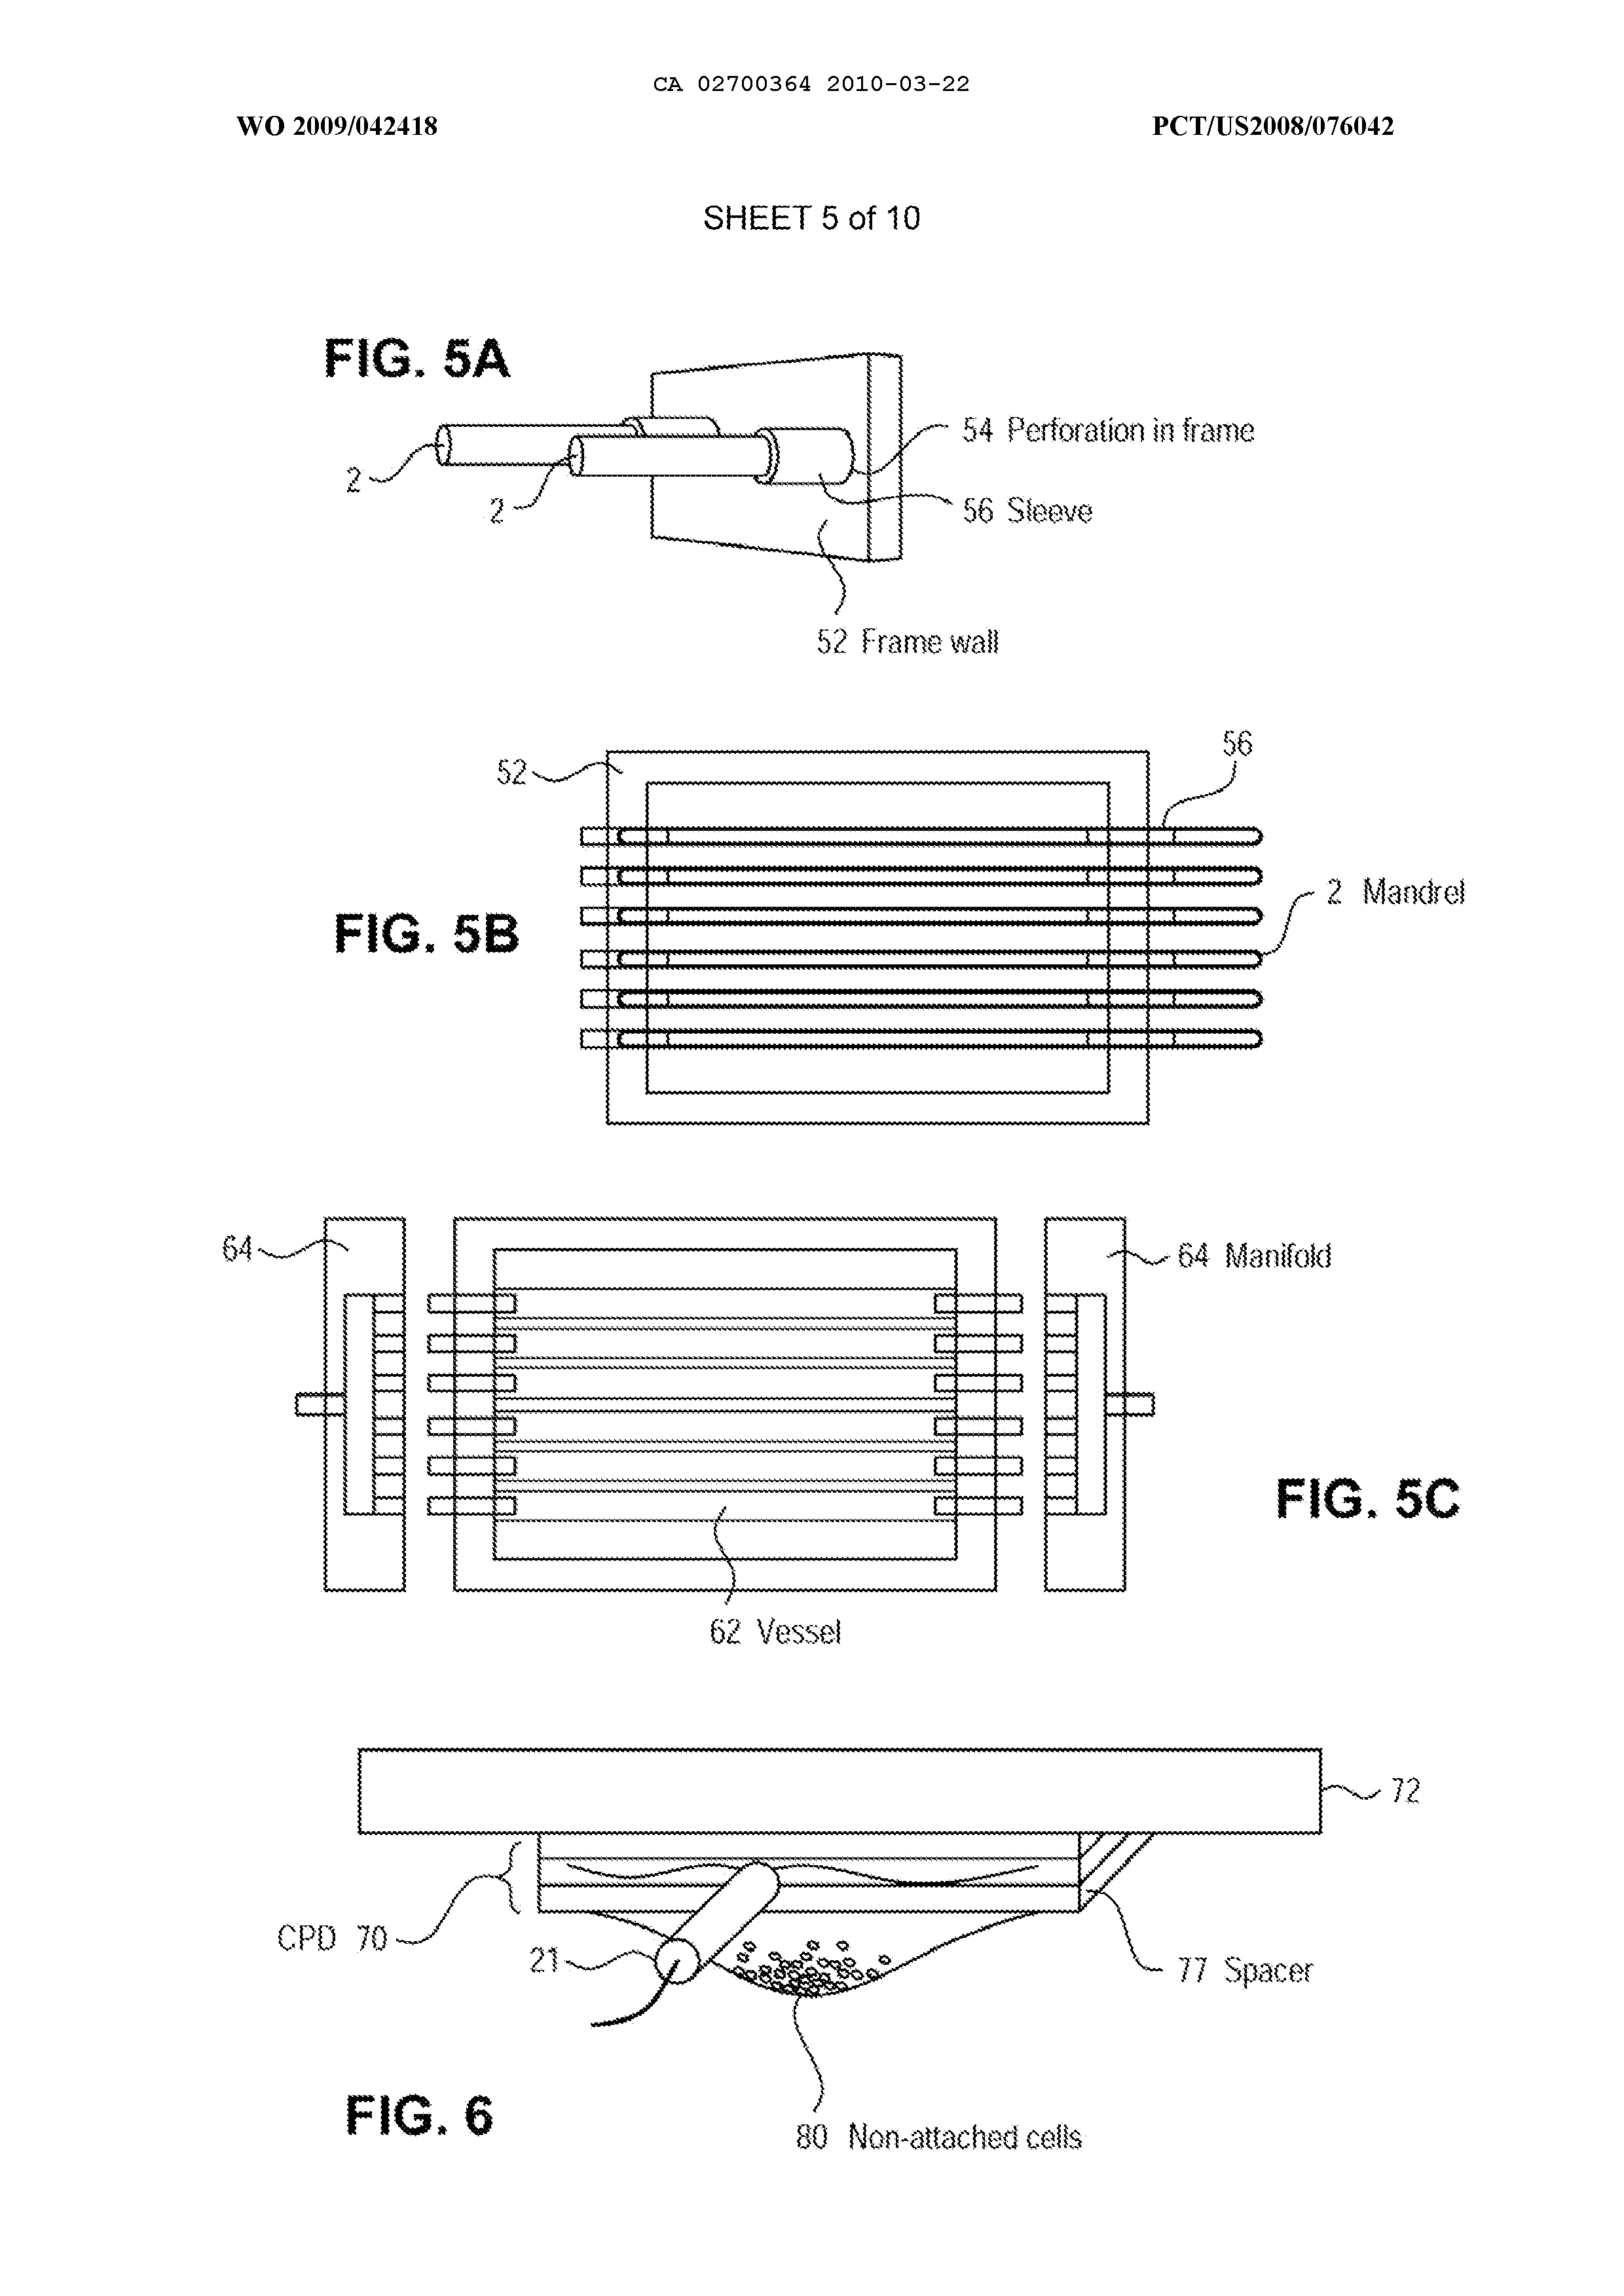 CA 02700364 2010-03-22
WO 2009/042418 PCT/US2008/076042
SHEET 5 of 10
FIG. 5A
54 Perforation in frame
2
2
56 Sleeve
52 Frame wall
56
52
2 Mandrel
FIG. 5B
64
64 Manifold
FIG. 5C
62 Vessel
72
CPD 70
21
77 Spacer
FIG. 6
80 Non-attached cells